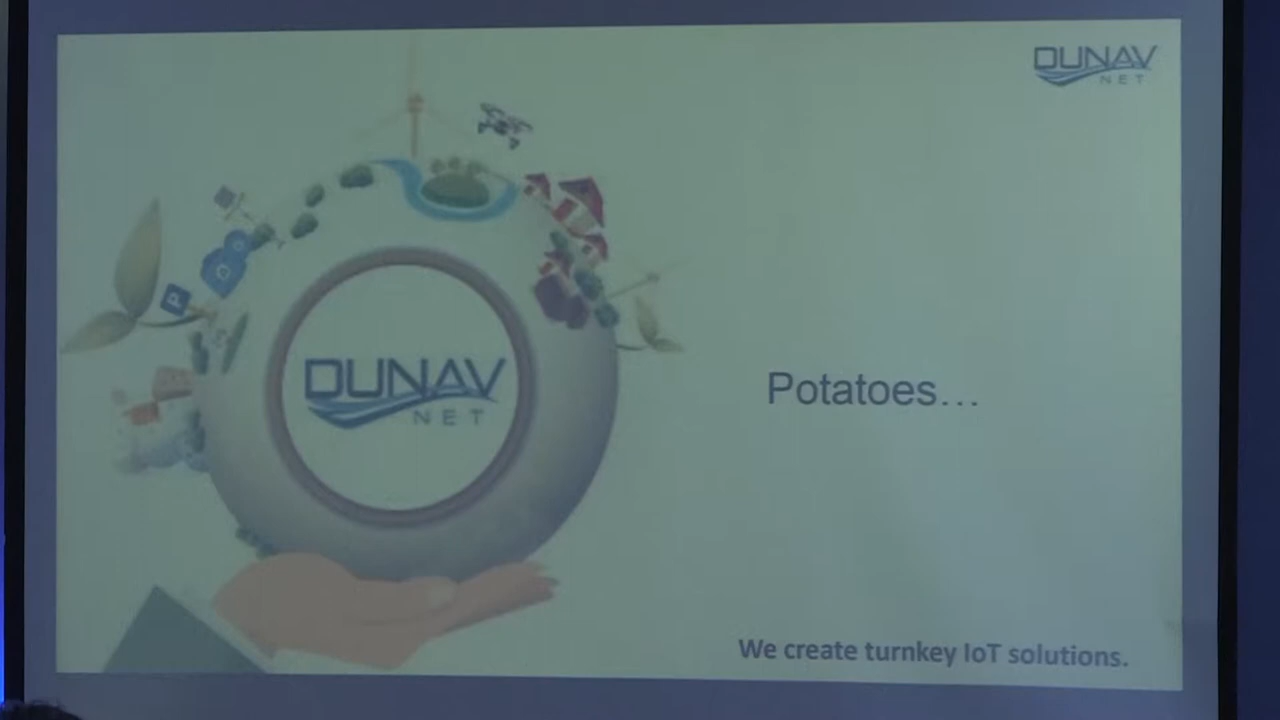 DUNAV
NET
P
DUNAV
NET
Potatoes...
We create turnkey IoT solutions.